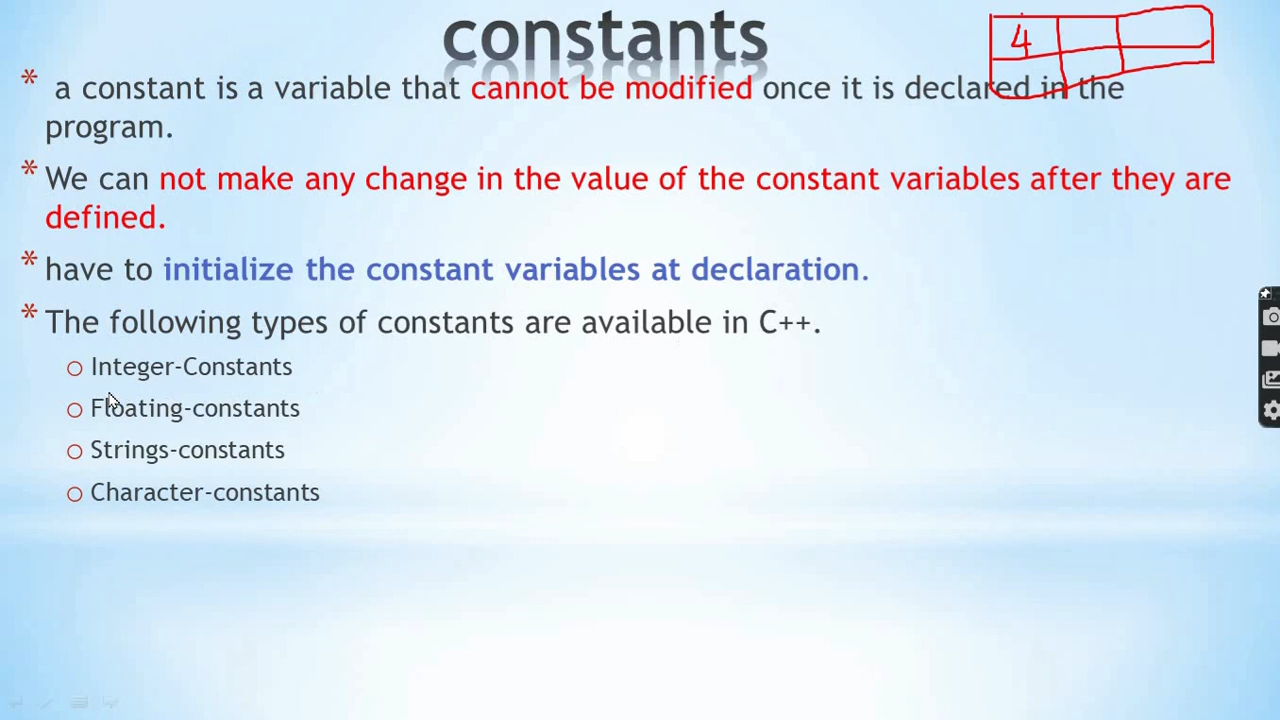 constants
4
* a constant is a variable that cannot be modified once it is declared in the
program.
* We can not make any change in the value of the constant variables after they are
defined.
* have to initialize the constant variables at declaration.
* The following types of constants are available in C++.
o Integer-Constants
o Floating-constants
o Strings-constants
o Character-constants